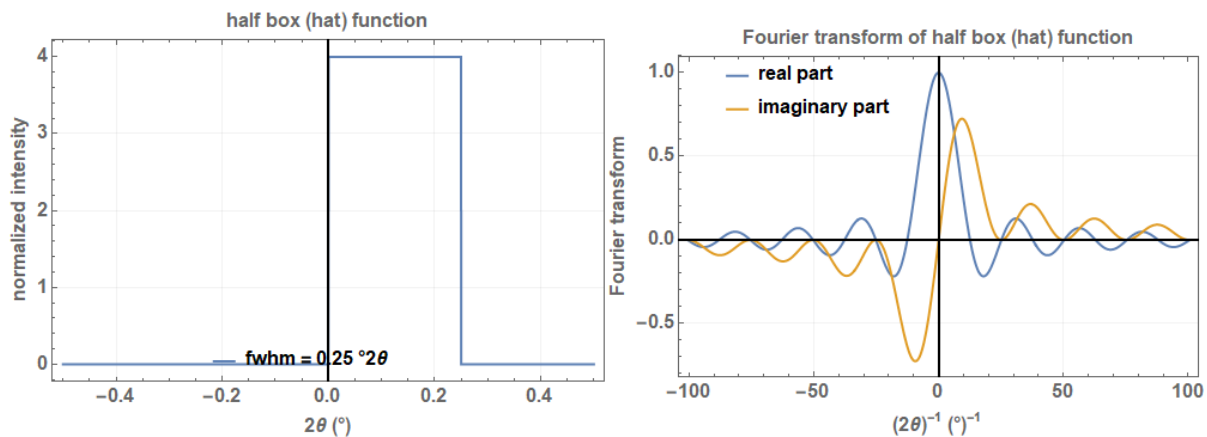 half box (hat) function
normalized intensity
4
3
2
1
0
fwhm = 0.25 °2θ
−0.4
−0.2
0.0
0.2
0.4
2θ (°)
Fourier transform of half box (hat) function
Fourier transform
real part
imaginary part
1.0
0.5
0.0
−0.5
−100
−50
0
50
100
(2θ)⁻¹ (°)⁻¹